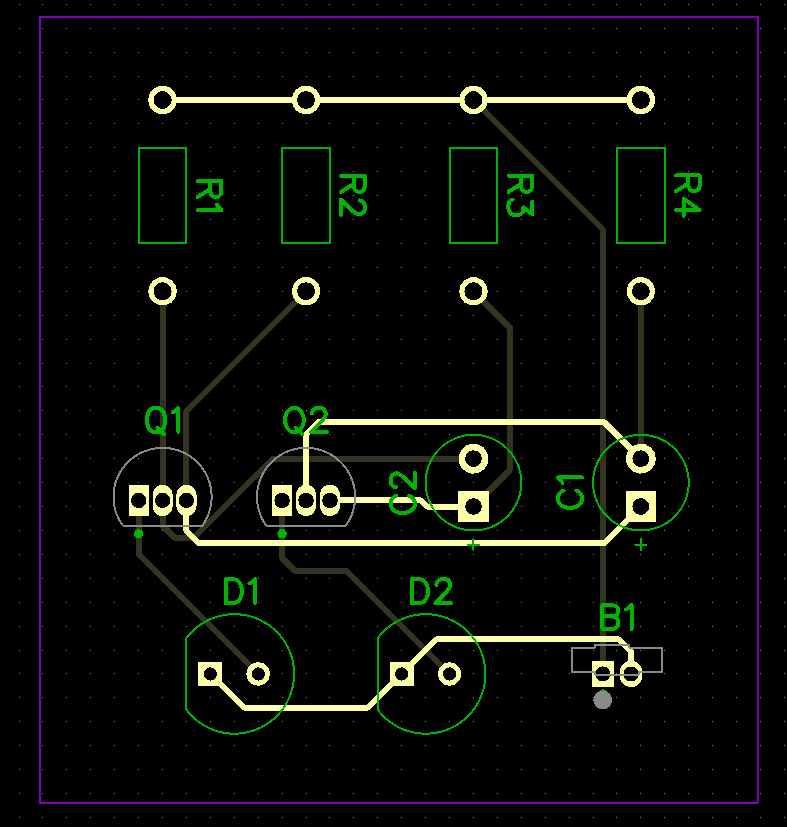 R1 R2 R3 R4
Q1 Q2
C2 C1
+ +
D1 D2
B1